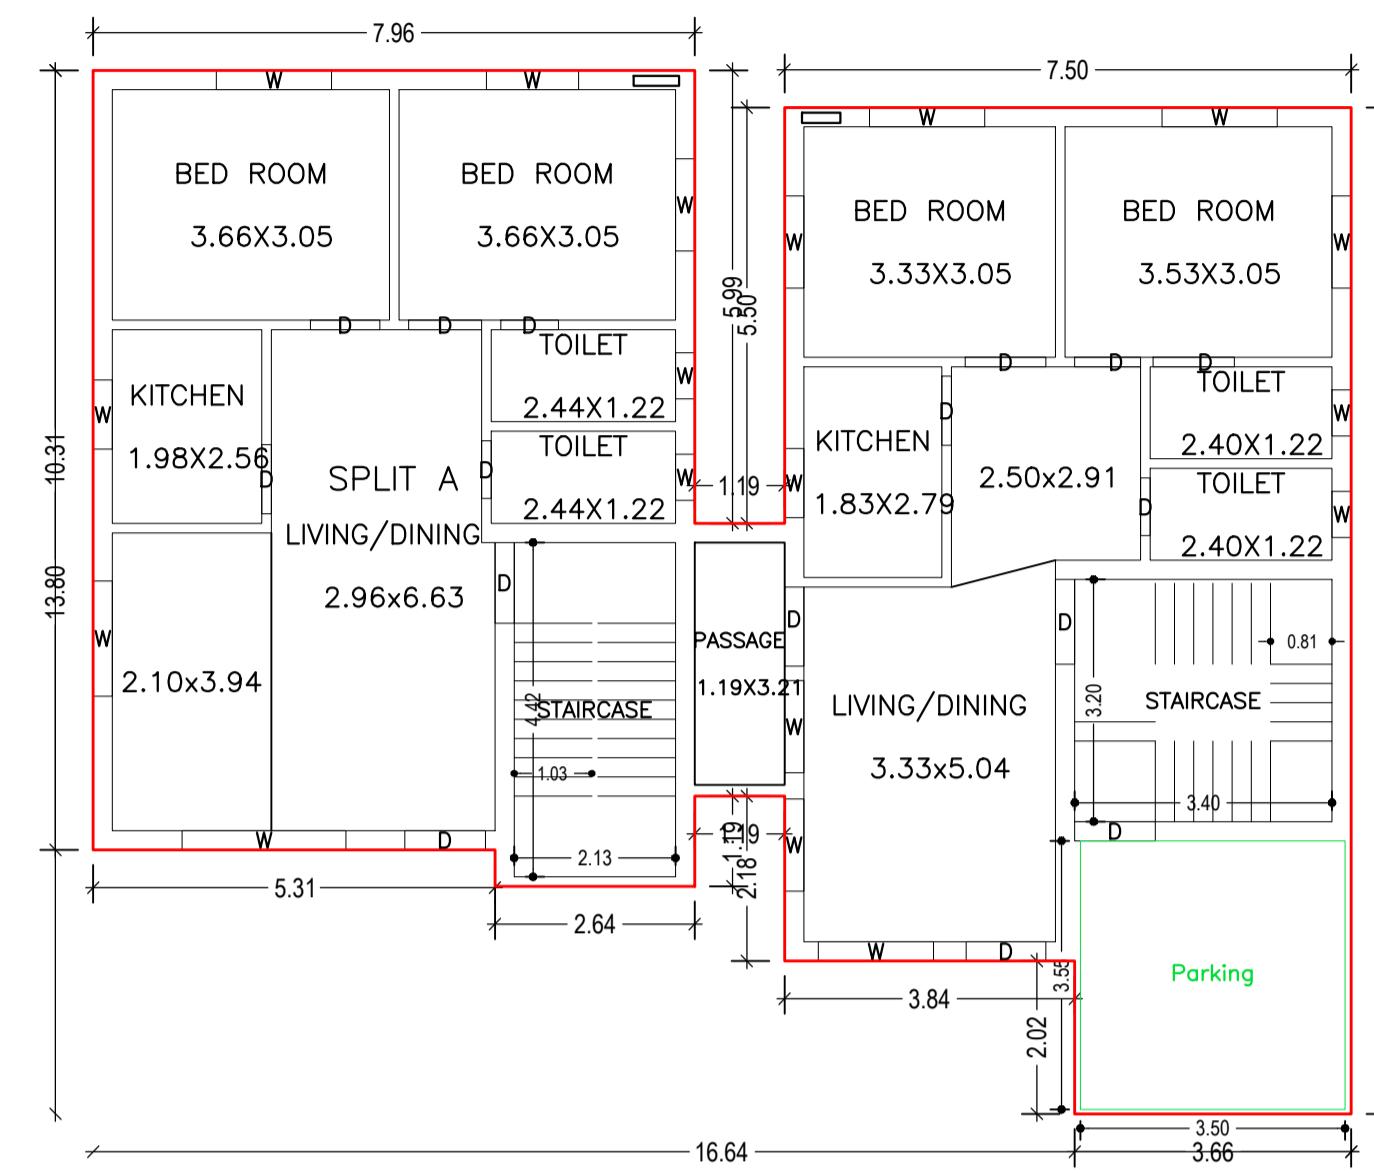 7.96
7.50
W
W
W
W
BED ROOM
3.66X3.05
BED ROOM
3.66X3.05
W
BED ROOM
3.33X3.05
BED ROOM
3.53X3.05
W
W
5.99
5.50
D
D
D
TOILET
2.44X1.22
W
D
D
D
TOILET
2.40X1.22
W
KITCHEN
1.98X2.56
W
D
D
KITCHEN
1.83X2.79
W
D
2.50x2.91
10.31
SPLIT A
LIVING/DINING
2.96x6.63
TOILET
2.44X1.22
W
1.19
TOILET
2.40X1.22
W
D
13.80
W
2.10x3.94
D
PASSAGE
1.19X3.21
D
W
D
0.81
4.42
STAIRCASE
1.03
LIVING/DINING
3.33x5.04
3.20
STAIRCASE
3.40
W
D
2.13
1.19
1.19
2.18
W
D
5.31
2.64
W
D
3.55
Parking
3.84
2.02
3.50
16.64
3.66